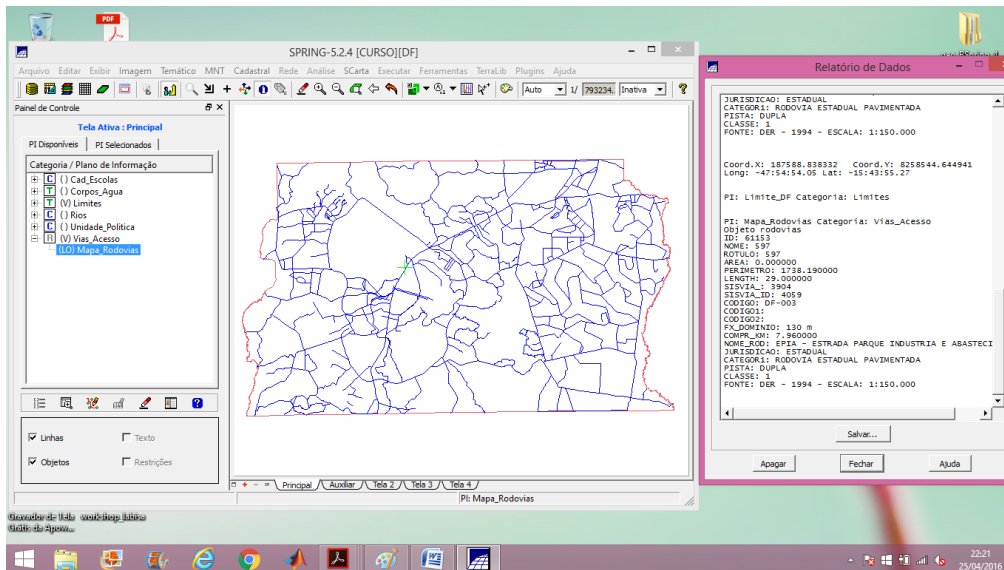 PDF
SPRING-5.2.4 [CURSO][DF]
Arquivo Editar Exibir Imagem Temático MNT Cadastral Rede Análise SCarta Executar Ferramentas TerraLib Plugins Ajuda
Auto 1/ 793234. Inativa
Painel de Controle
Tela Ativa : Principal
PI Disponíveis PI Selecionados
Categoria / Plano de Informação
C () Cad_Escolas
T () Corpos_Agua
T (V) Limites
C () Rios
C () Unidade_Politica
R (V) Vias_Acesso
(LO) Mapa_Rodovias
Linhas Texto
Objetos Restrições
Principal Auxiliar Tela 2 Tela 3 Tela 4
PI: Mapa_Rodovias
Relatório de Dados
JURISDICAO: ESTADUAL
CATEGOR1: RODOVIA ESTADUAL PAVIMENTADA
PISTA: DUPLA
CLASSE: 1
FONTE: DER - 1994 - ESCALA: 1:150.000
Coord.X: 187588.838332 Coord.Y: 8258544.644941
Long: -47:54:54.05 Lat: -15:43:55.27
PI: Limite_DF Categoria: Limites
PI: Mapa_Rodovias Categoria: Vias_Acesso
Objeto rodovias
ID: 61153
NOME: 597
ROTULO: 597
AREA: 0.000000
PERIMETRO: 1738.190000
LENGTH: 29.000000
SISVIA_: 3904
SISVIA_ID: 4059
CODIGO: DF-003
CODIGO1:
CODIGO2:
FX_DOMINIO: 130 m
COMPR_KM: 7.960000
NOME_ROD: EPIA - ESTRADA PARQUE INDUSTRIA E ABASTECI
JURISDICAO: ESTADUAL
CATEGOR1: RODOVIA ESTADUAL PAVIMENTADA
PISTA: DUPLA
CLASSE: 1
FONTE: DER - 1994 - ESCALA: 1:150.000
Salvar...
Apagar Fechar Ajuda
Gravador de Tela workshop_labisa
Grátis da Apow...
22:21
25/04/2016